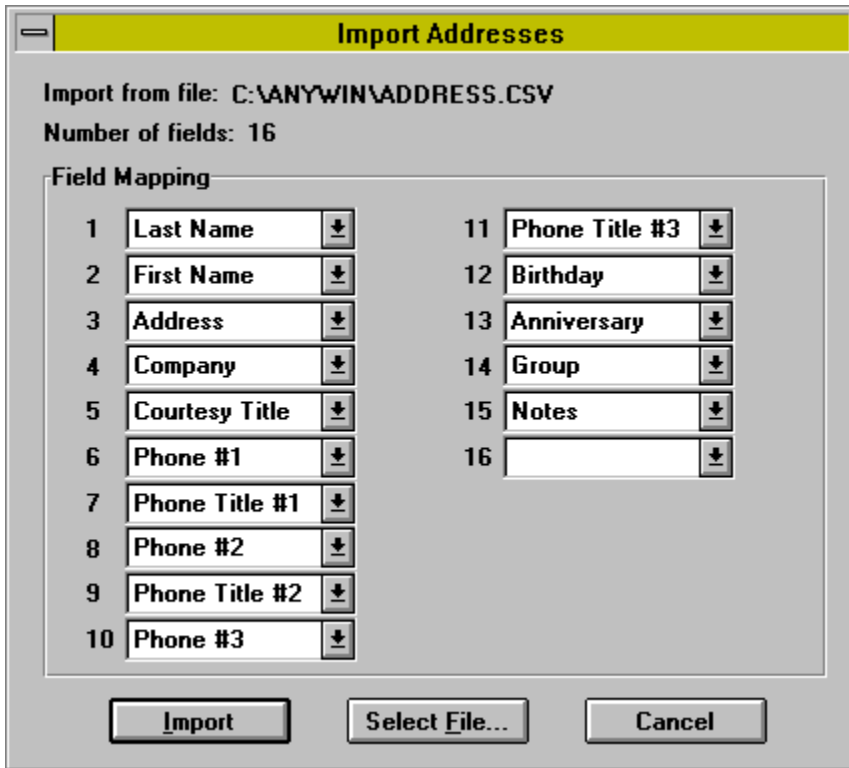 Import Addresses
Import from file: C:\ANYWIN\ADDRESS.CSV
Number of fields: 16
Field Mapping
1 Last Name
2 First Name
3 Address
4 Company
5 Courtesy Title
6 Phone #1
7 Phone Title #1
8 Phone #2
9 Phone Title #2
10 Phone #3
11 Phone Title #3
12 Birthday
13 Anniversary
14 Group
15 Notes
16
Import Select File... Cancel